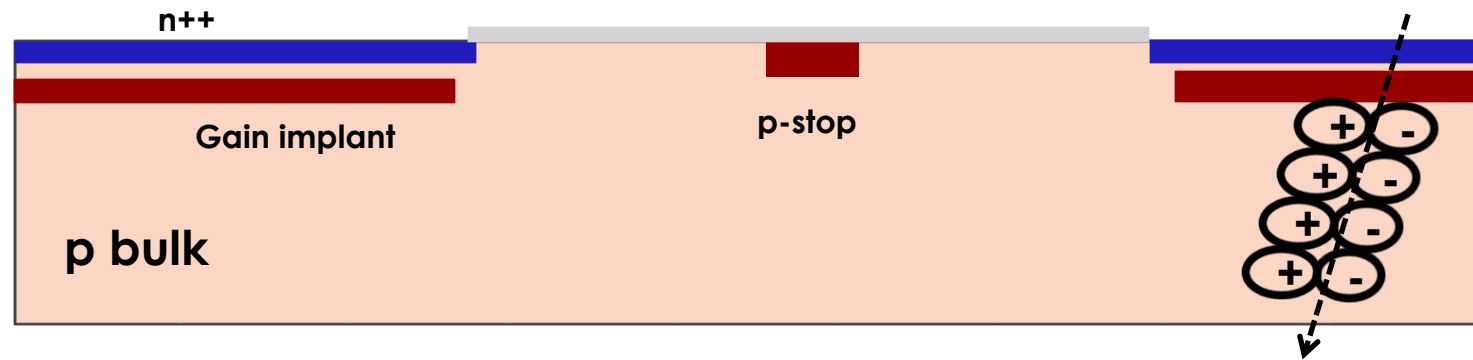 n++
Gain implant
p-stop
p bulk
+ -
+ -
+ -
+ -